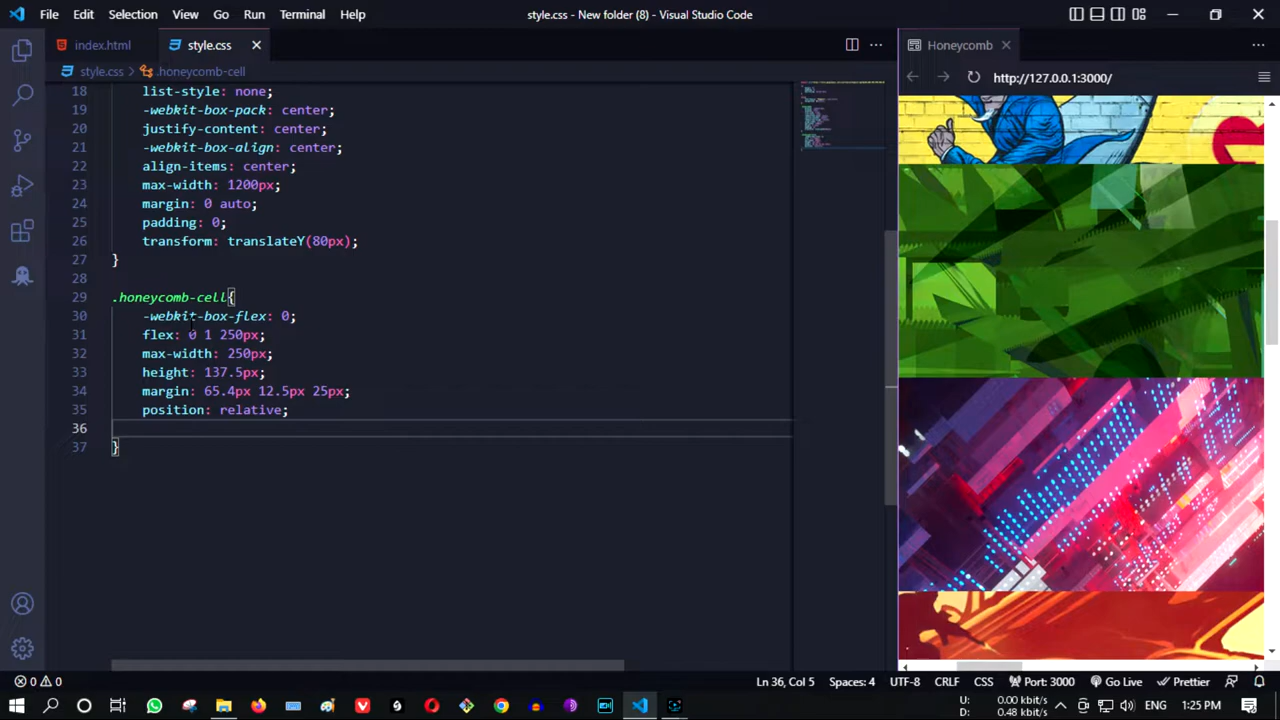 File Edit Selection View Go Run Terminal Help
style.css - New folder (8) - Visual Studio Code
index.html
style.css
Honeycomb
style.css > .honeycomb-cell
http://127.0.0.1:3000/
18 list-style: none;
19 -webkit-box-pack: center;
20 justify-content: center;
21 -webkit-box-align: center;
22 align-items: center;
23 max-width: 1200px;
24 margin: 0 auto;
25 padding: 0;
26 transform: translateY(80px);
27 }
28
29 .honeycomb-cell{
30 -webkit-box-flex: 0;
31 flex: 0 1 250px;
32 max-width: 250px;
33 height: 137.5px;
34 margin: 65.4px 12.5px 25px;
35 position: relative;
36
37 }
0 0
Ln 36, Col 5 Spaces: 4 UTF-8 CRLF CSS Port: 3000 Go Live Prettier
U: 0.00 kbit/s
D: 0.48 kbit/s
ENG 1:25 PM